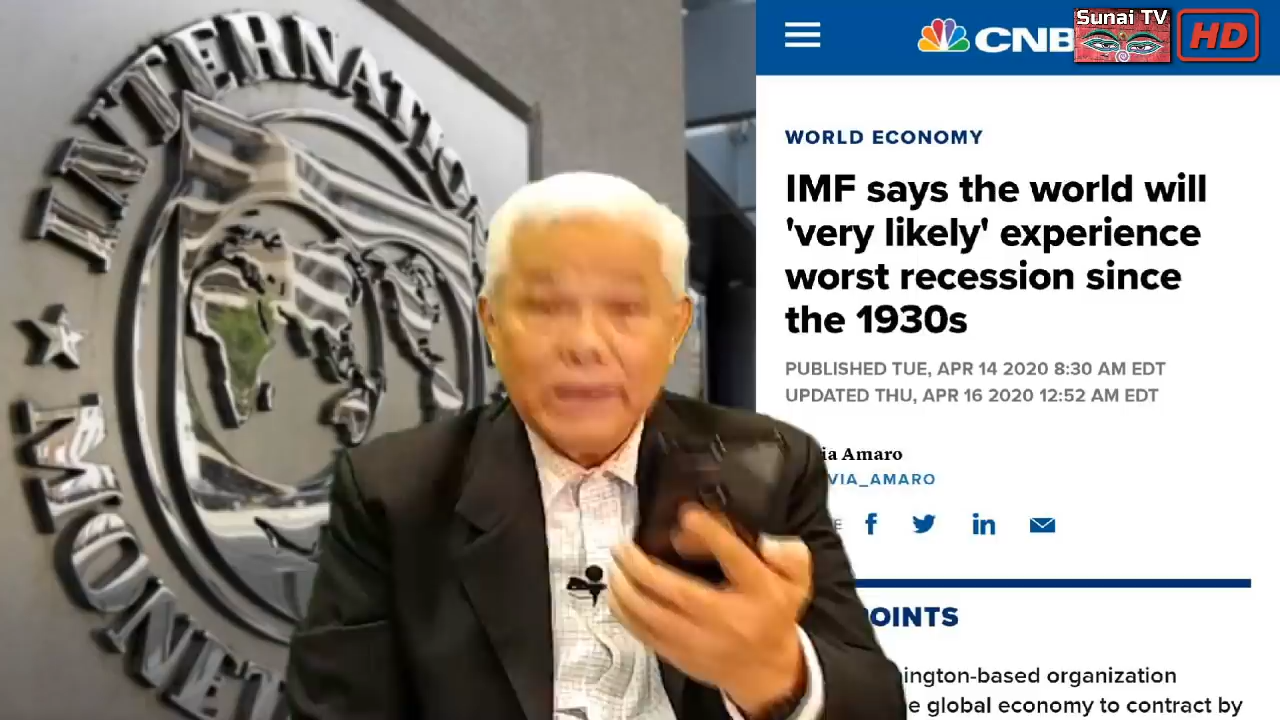 INTERNATIONAL
MONET
CNB
Sunai TV
HD
WORLD ECONOMY
IMF says the world will
'very likely' experience
worst recession since
the 1930s
PUBLISHED TUE, APR 14 2020 8:30 AM EDT
UPDATED THU, APR 16 2020 12:52 AM EDT
ia Amaro
VIA_AMARO
E
OINTS
ington-based organization
e global economy to contract by